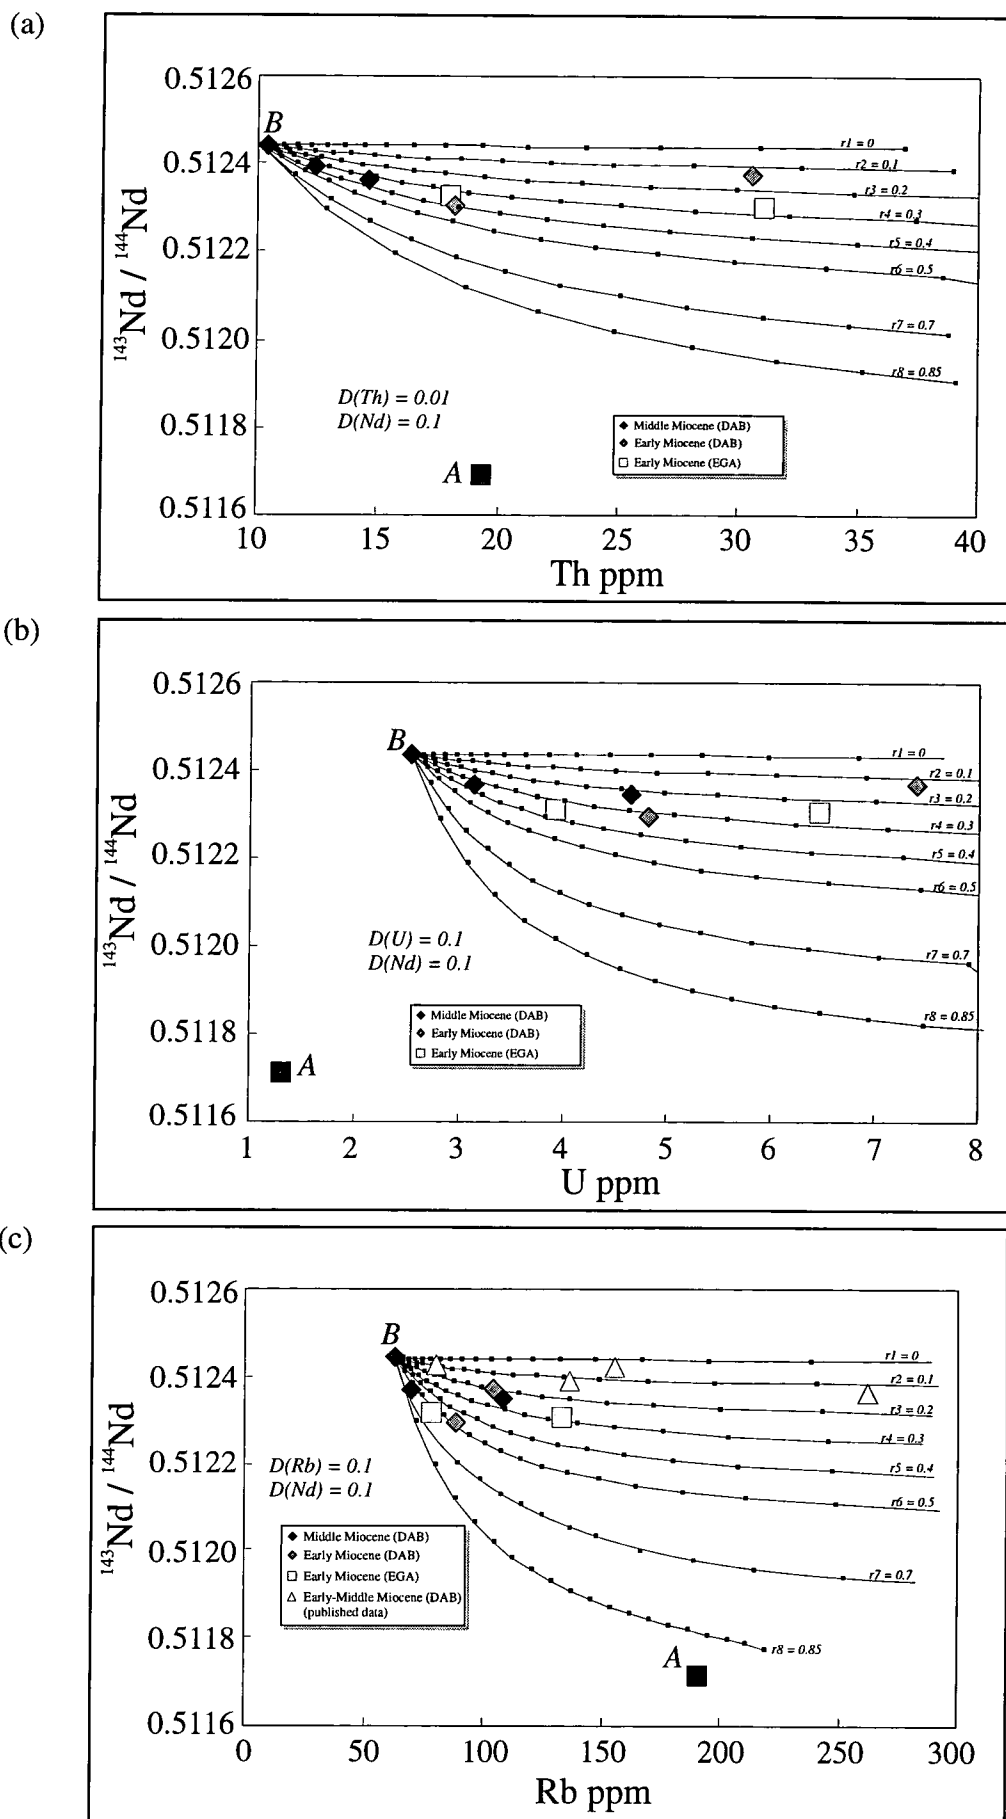 (a)
0.5126
0.5124
0.5122
0.5120
0.5118
0.5116
143Nd / 144Nd
B
r1 = 0
r2 = 0.1
r3 = 0.2
r4 = 0.3
r5 = 0.4
r6 = 0.5
r7 = 0.7
r8 = 0.85
D(Th) = 0.01
D(Nd) = 0.1
Middle Miocene (DAB)
Early Miocene (DAB)
Early Miocene (EGA)
A
10 15 20 25 30 35 40
Th ppm
(b)
0.5126
0.5124
0.5122
0.5120
0.5118
0.5116
143Nd / 144Nd
B
r1 = 0
r2 = 0.1
r3 = 0.2
r4 = 0.3
r5 = 0.4
r6 = 0.5
r7 = 0.7
r8 = 0.85
D(U) = 0.1
D(Nd) = 0.1
Middle Miocene (DAB)
Early Miocene (DAB)
Early Miocene (EGA)
A
1 2 3 4 5 6 7 8
U ppm
(c)
0.5126
0.5124
0.5122
0.5120
0.5118
0.5116
143Nd / 144Nd
B
r1 = 0
r2 = 0.1
r3 = 0.2
r4 = 0.3
r5 = 0.4
r6 = 0.5
r7 = 0.7
r8 = 0.85
D(Rb) = 0.1
D(Nd) = 0.1
Middle Miocene (DAB)
Early Miocene (DAB)
Early Miocene (EGA)
Early-Middle Miocene (DAB)
(published data)
A
0 50 100 150 200 250 300
Rb ppm